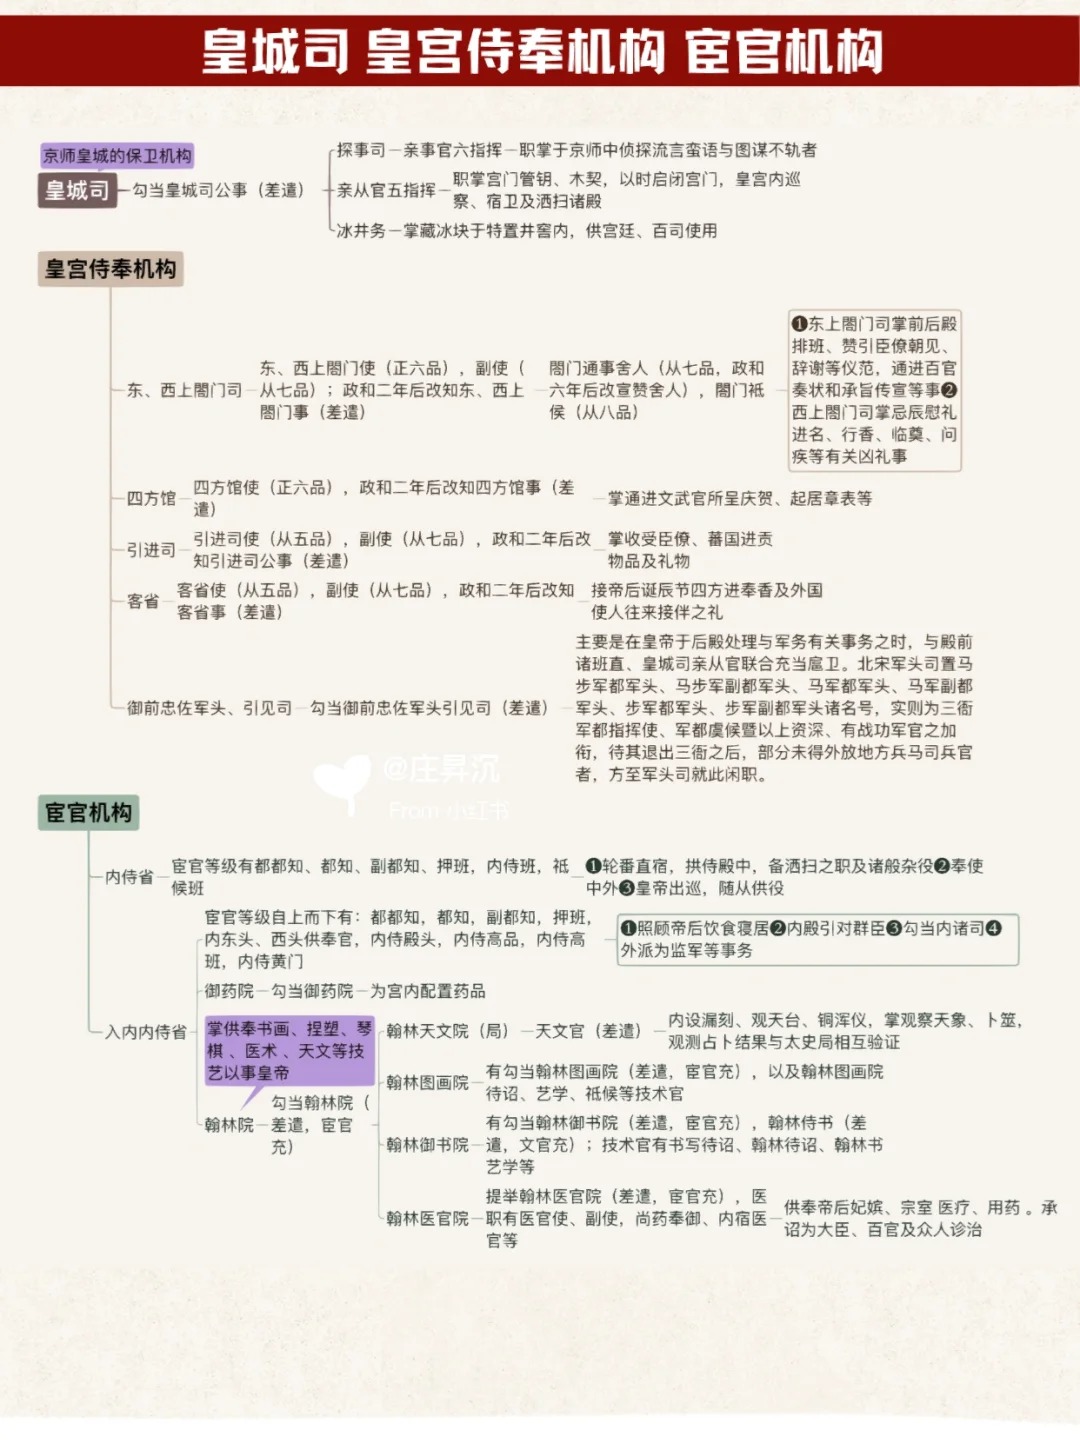 皇城司 皇宫侍奉机构 宦官机构
京师皇城的保卫机构
皇城司
勾当皇城司公事（差遣）
探事司
亲事官六指挥
职掌于京师中侦探流言蛮语与图谋不轨者
亲从官五指挥
职掌宫门管钥、木契，以时启闭宫门，皇宫内巡
察、宿卫及洒扫诸殿
冰井务
掌藏冰块于特置井窖内，供宫廷、百司使用
皇宫侍奉机构
东、西上閤门司
东、西上閤门使（正六品），副使（
从七品）；政和二年后改知东、西上
閤门事（差遣）
閤门通事舍人（从七品，政和
六年后改宣赞舍人），閤门祗
侯（从八品）
❶东上閤门司掌前后殿
排班、赞引臣僚朝见、
辞谢等仪范，通进百官
奏状和承旨传宣等事❷
西上閤门司掌忌辰慰礼
进名、行香、临奠、问
疾等有关凶礼事
四方馆
四方馆使（正六品），政和二年后改知四方馆事（差
遣）
掌通进文武官所呈庆贺、起居章表等
引进司
引进司使（从五品），副使（从七品），政和二年后改
知引进司公事（差遣）
掌收受臣僚、蕃国进贡
物品及礼物
客省
客省使（从五品），副使（从七品），政和二年后改知
客省事（差遣）
接帝后诞辰节四方进奉香及外国
使人往来接伴之礼
御前忠佐军头、引见司
勾当御前忠佐军头引见司（差遣）
主要是在皇帝于后殿处理与军务有关事务之时，与殿前
诸班直、皇城司亲从官联合充当扈卫。北宋军头司置马
步军都军头、马步军副都军头、马军都军头、马军副都
军头、步军都军头、步军副都军头诸名号，实则为三衙
军都指挥使、军都虞候暨以上资深、有战功军官之加
衔，待其退出三衙之后，部分未得外放地方兵马司兵官
者，方至军头司就此闲职。
@庄昇沉
From 小红书
宦官机构
内侍省
宦官等级有都都知、都知、副都知、押班，内侍班，祗
候班
❶轮番直宿，拱侍殿中，备洒扫之职及诸般杂役❷奉使
中外❸皇帝出巡，随从供役
入内内侍省
宦官等级自上而下有：都都知，都知，副都知，押班，
内东头、西头供奉官，内侍殿头，内侍高品，内侍高
班，内侍黄门
❶照顾帝后饮食寝居❷内殿引对群臣❸勾当内诸司❹
外派为监军等事务
御药院
勾当御药院
为宫内配置药品
掌供奉书画、捏塑、琴
棋 、医术 、天文等技
艺以事皇帝
翰林院
勾当翰林院（
差遣，宦官
充）
翰林天文院（局）
天文官（差遣）
内设漏刻、观天台、铜浑仪，掌观察天象、卜筮，
观测占卜结果与太史局相互验证
翰林图画院
有勾当翰林图画院（差遣，宦官充），以及翰林图画院
待诏、艺学、祗候等技术官
翰林御书院
有勾当翰林御书院（差遣，宦官充），翰林侍书（差
遣，文官充）；技术官有书写待诏、翰林待诏、翰林书
艺学等
翰林医官院
提举翰林医官院（差遣，宦官充），医
职有医官使、副使，尚药奉御、内宿医
官等
供奉帝后妃嫔、宗室 医疗、用药 。承
诏为大臣、百官及众人诊治